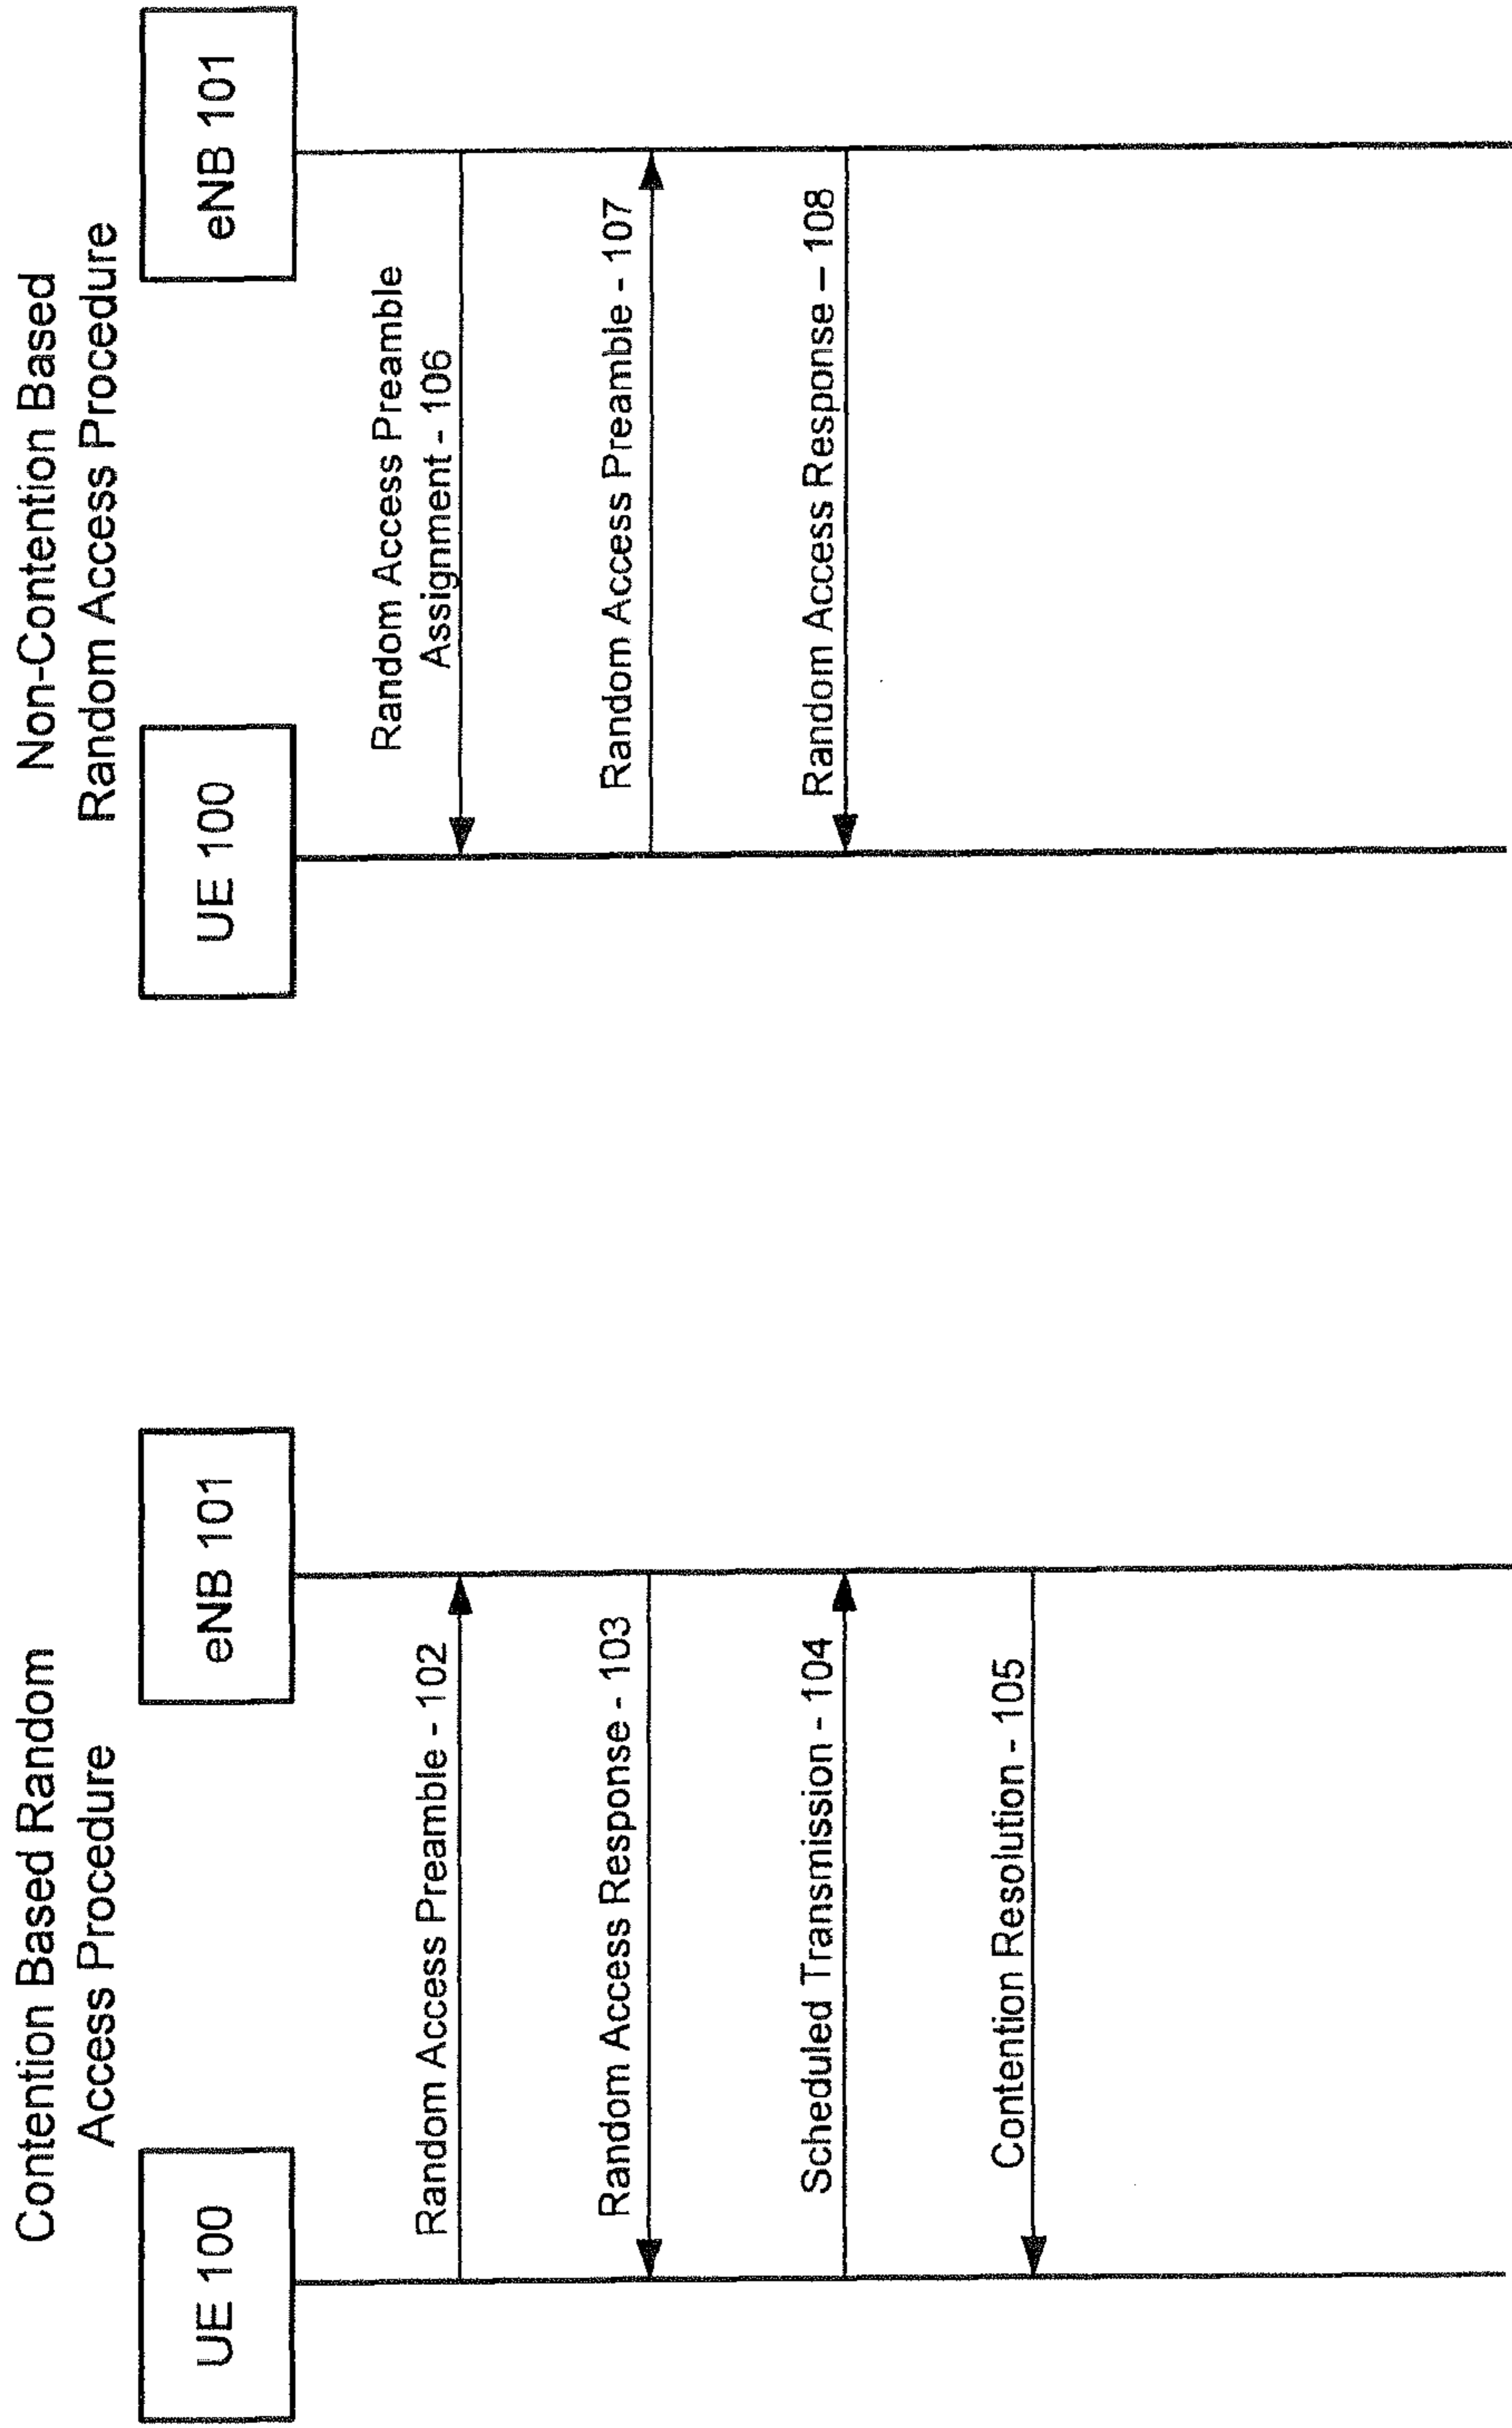 Contention Based Random
Access Procedure
UE 100
eNB 101
Random Access Preamble - 102
Random Access Response - 103
Scheduled Transmission - 104
Contention Resolution - 105
Non-Contention Based
Random Access Procedure
UE 100
eNB 101
Random Access Preamble
Assignment - 106
Random Access Preamble - 107
Random Access Response – 108